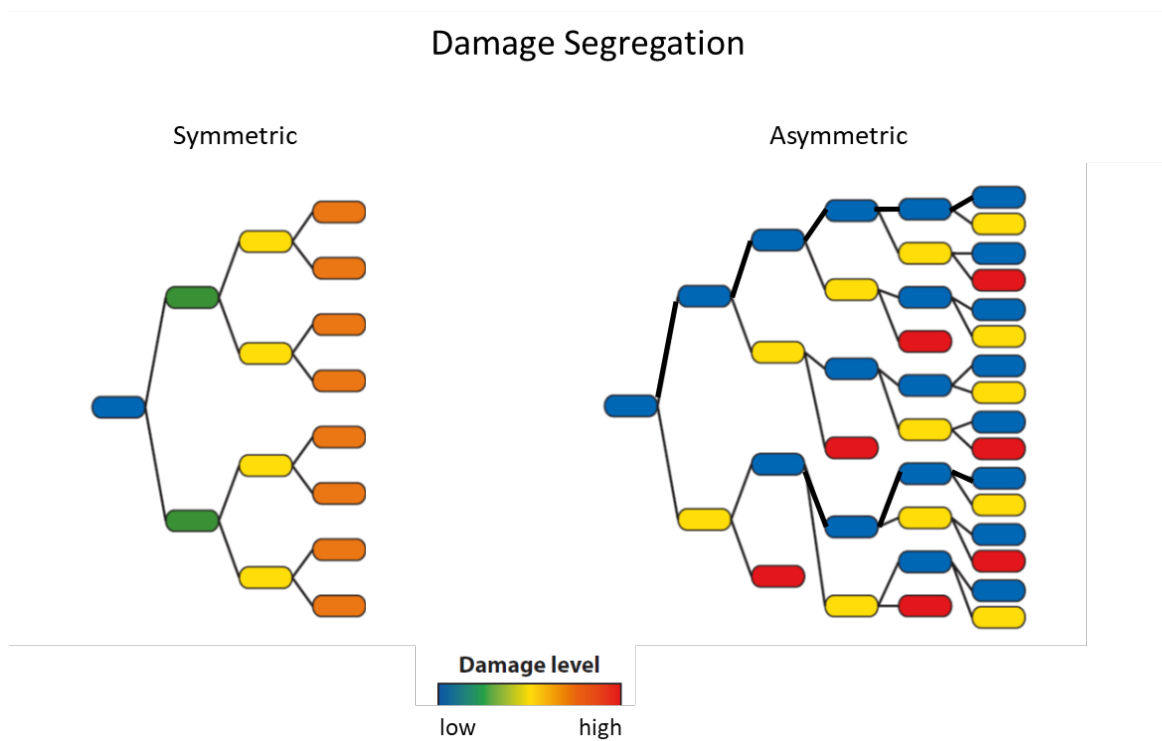 Damage Segregation
Symmetric
Asymmetric
Damage level
low
high